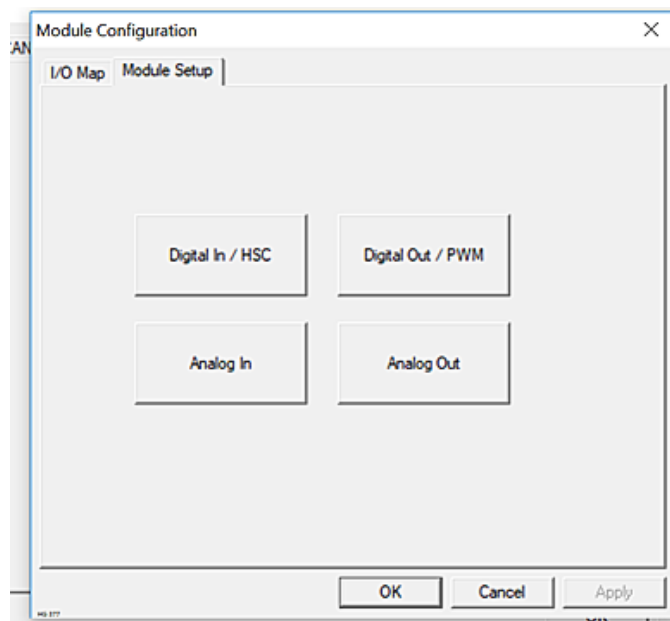 Module Configuration
I/O Map Module Setup
Digital In / HSC Digital Out / PWM
Analog In Analog Out
OK Cancel Apply